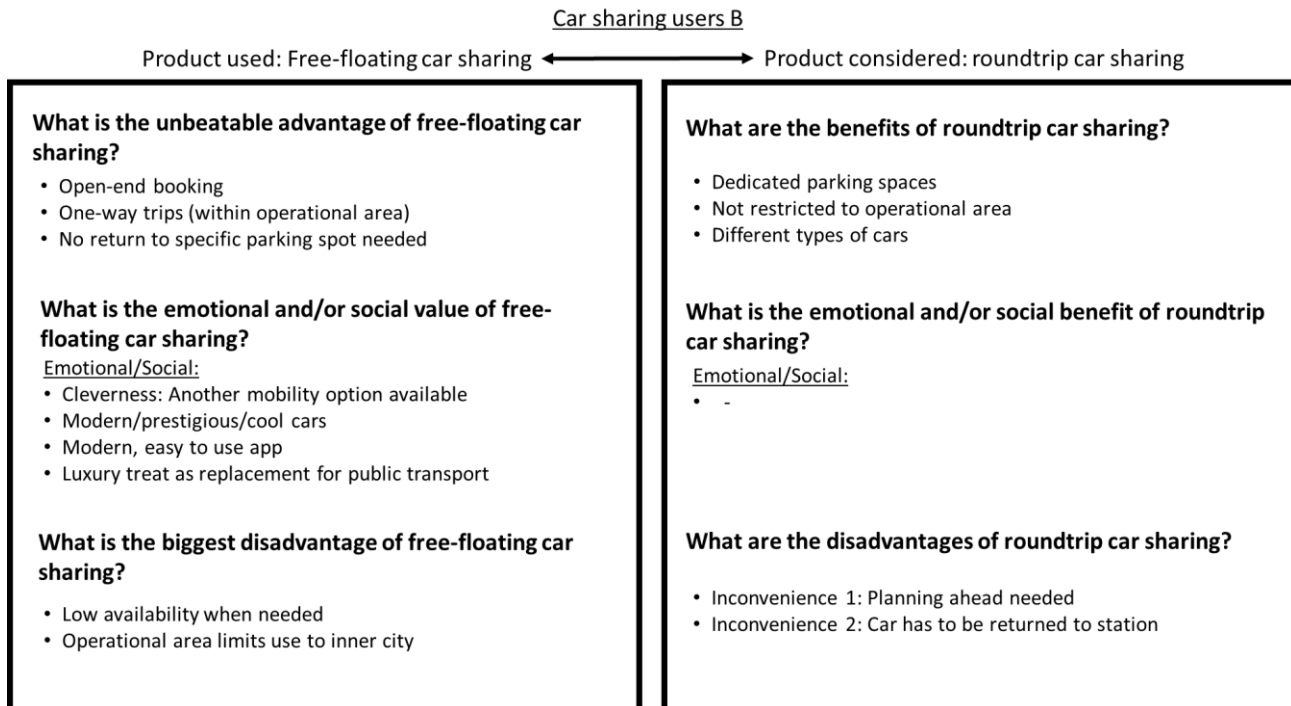 Car sharing users B
Product used: Free-floating car sharing
Product considered: roundtrip car sharing
What is the unbeatable advantage of free-floating car
sharing?
• Open-end booking
• One-way trips (within operational area)
• No return to specific parking spot needed
What is the emotional and/or social value of free-
floating car sharing?
Emotional/Social:
• Cleverness: Another mobility option available
• Modern/prestigious/cool cars
• Modern, easy to use app
• Luxury treat as replacement for public transport
What is the biggest disadvantage of free-floating car
sharing?
• Low availability when needed
• Operational area limits use to inner city
What are the benefits of roundtrip car sharing?
• Dedicated parking spaces
• Not restricted to operational area
• Different types of cars
What is the emotional and/or social benefit of roundtrip
car sharing?
Emotional/Social:
• -
What are the disadvantages of roundtrip car sharing?
• Inconvenience 1: Planning ahead needed
• Inconvenience 2: Car has to be returned to station